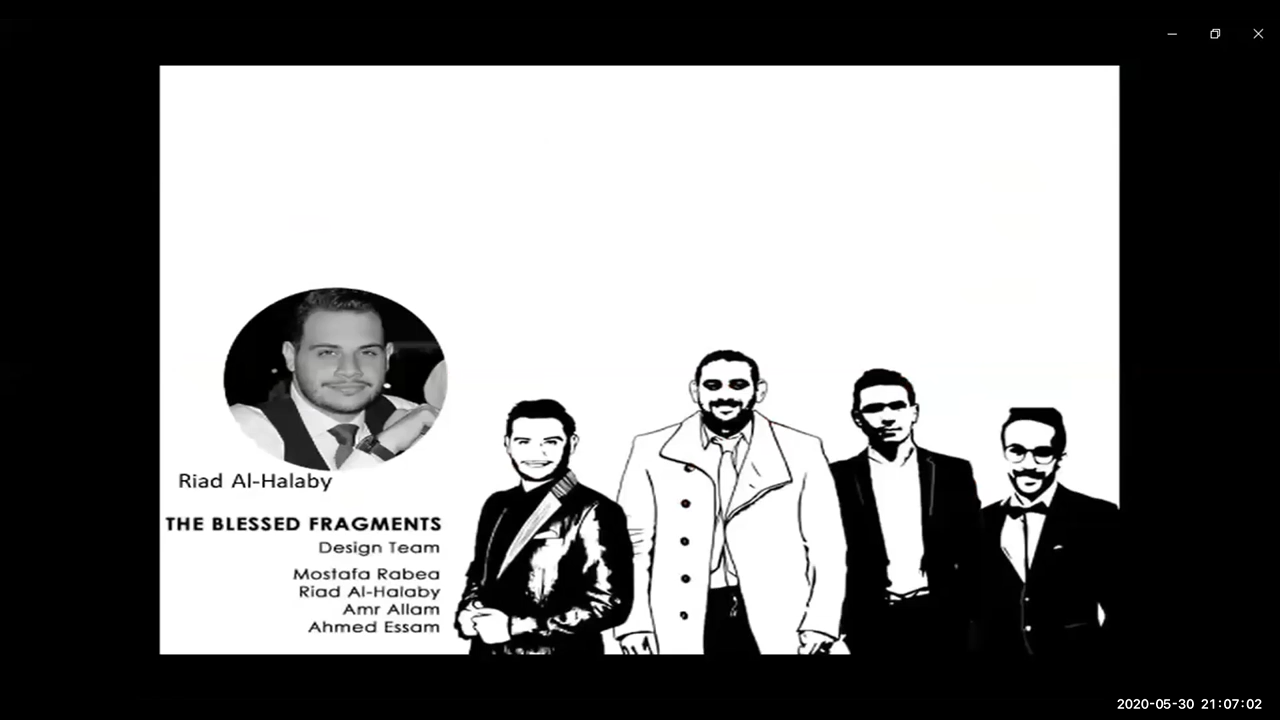 Riad Al-Halaby
THE BLESSED FRAGMENTS
Design Team
Mostafa Rabea
Riad Al-Halaby
Amr Allam
Ahmed Essam
2020-05-30 21:07:02